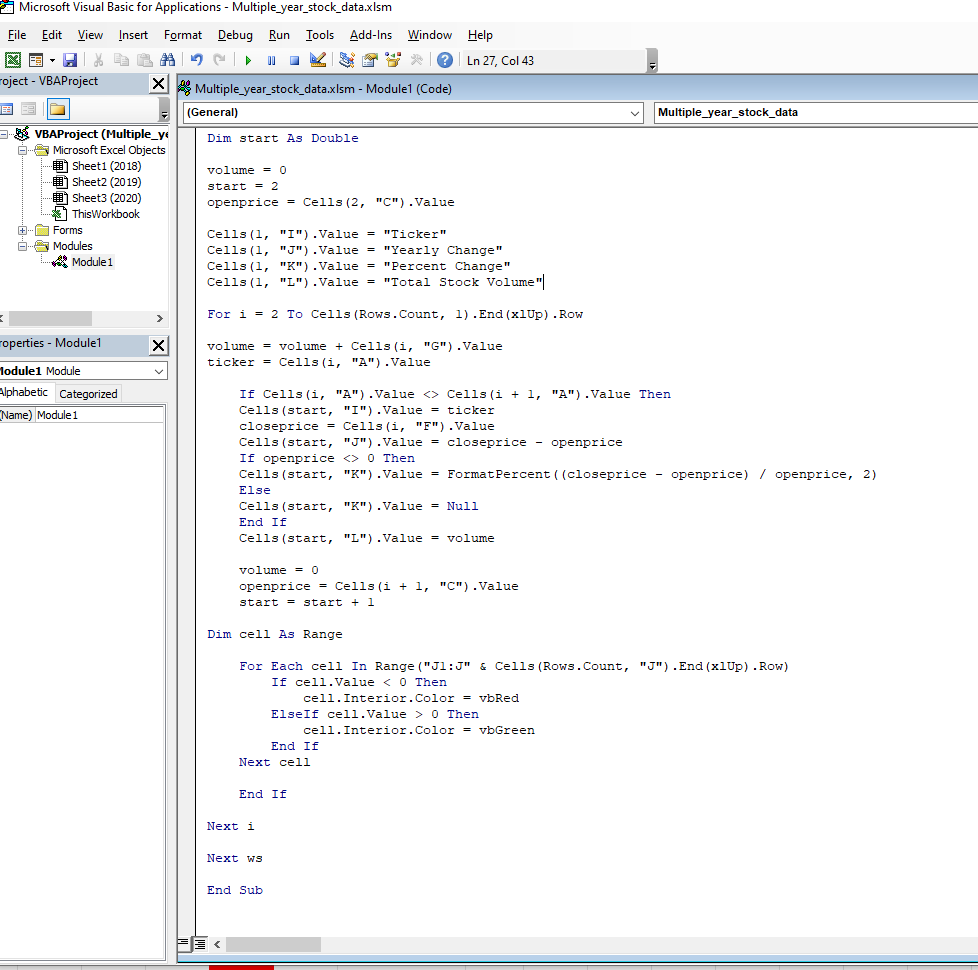 Microsoft Visual Basic for Applications - Multiple_year_stock_data.xlsm
File Edit View Insert Format Debug Run Tools Add-Ins Window Help
Ln 27, Col 43
roject - VBAProject
VBAProject (Multiple_ye
Microsoft Excel Objects
Sheet1 (2018)
Sheet2 (2019)
Sheet3 (2020)
ThisWorkbook
Forms
Modules
Module1
roperties - Module1
Module1 Module
Alphabetic Categorized
(Name) Module1
Multiple_year_stock_data.xlsm - Module1 (Code)
(General) Multiple_year_stock_data
Dim start As Double
volume = 0
start = 2
openprice = Cells(2, "C").Value
Cells(1, "I").Value = "Ticker"
Cells(1, "J").Value = "Yearly Change"
Cells(1, "K").Value = "Percent Change"
Cells(1, "L").Value = "Total Stock Volume"
For i = 2 To Cells(Rows.Count, 1).End(xlUp).Row
volume = volume + Cells(i, "G").Value
ticker = Cells(i, "A").Value
If Cells(i, "A").Value <> Cells(i + 1, "A").Value Then
Cells(start, "I").Value = ticker
closeprice = Cells(i, "F").Value
Cells(start, "J").Value = closeprice - openprice
If openprice <> 0 Then
Cells(start, "K").Value = FormatPercent((closeprice - openprice) / openprice, 2)
Else
Cells(start, "K").Value = Null
End If
Cells(start, "L").Value = volume
volume = 0
openprice = Cells(i + 1, "C").Value
start = start + 1
Dim cell As Range
For Each cell In Range("J1:J" & Cells(Rows.Count, "J").End(xlUp).Row)
If cell.Value < 0 Then
cell.Interior.Color = vbRed
ElseIf cell.Value > 0 Then
cell.Interior.Color = vbGreen
End If
Next cell
End If
Next i
Next ws
End Sub